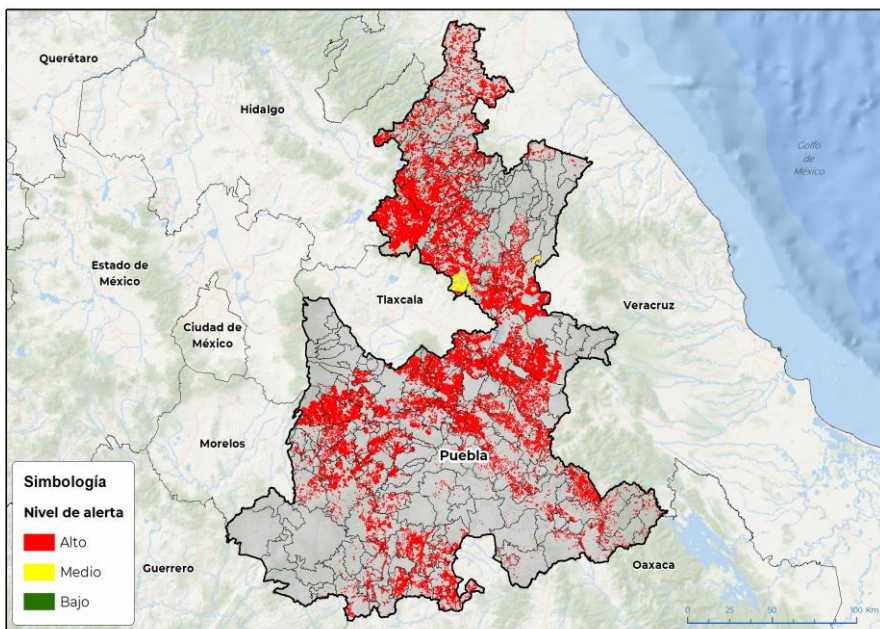 Querétaro
Hidalgo
Golfo
de
México
Estado de
México
Tlaxcala
Veracruz
Ciudad de
México
Morelos
Puebla
Simbología
Nivel de alerta
Alto
Medio
Bajo
Guerrero
Oaxaca
0 25 50 100 Km